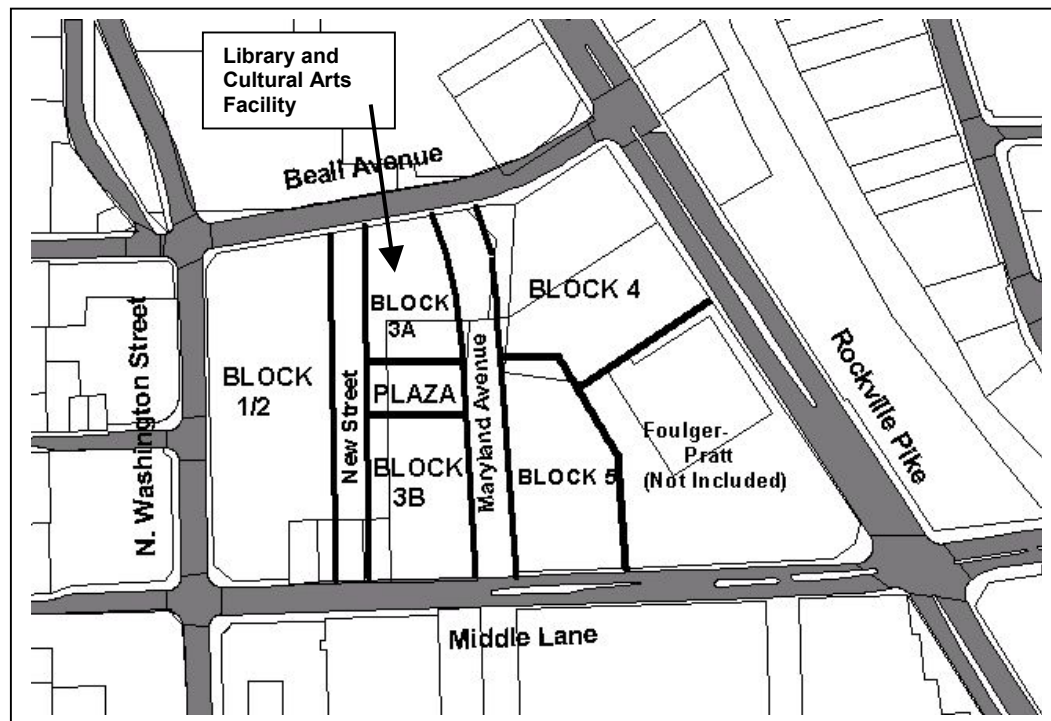 Library and
Cultural Arts
Facility
Beall Avenue
BLOCK
3A
BLOCK 4
N. Washington Street
BLOCK
1/2
New Street
PLAZA
Maryland Avenue
Rockville Pike
BLOCK
3B
BLOCK 5
Foulger-
Pratt
(Not Included)
Middle Lane